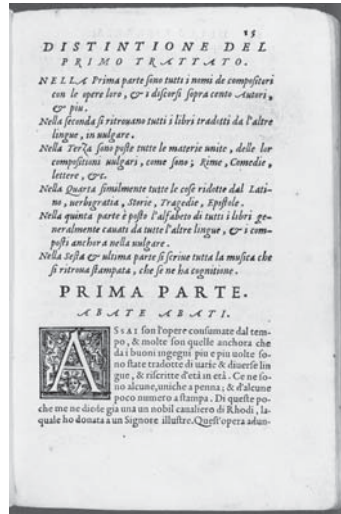 15
DISTINTIONE DEL
PRIMO TRATTATO.
NELLA Prima parte sono tutti i nomi de compositori
con le opere loro, & i discorsi sopra cento Autori,
& piu.
Nella seconda si ritrouano tutti i libri tradotti da l'altre
lingue, in uulgare.
Nella Terza sono poste tutte le materie unite, delle lor
compositioni uulgari, come sono; Rime, Comedie,
lettere, &c.
Nella Quarta similmente tutte le cose ridotte dal Lati-
no, uerbigratia, Storie, Tragedie, Epistole.
Nella quinta parte è posto l'alfabeto di tutti i libri ge-
neralmente cauati da tutte l'altre lingue, & i com-
posti anchora nella uulgare.
Nella Sesta & ultima parte si scriue tutta la musica che
si ritroua stampata, che se ne ha cognitione.
PRIMA PARTE.
ABATE ABATI.
ASSAI son l'opere consumate dal tem-
po, & molte son quelle anchora che
da i buoni ingegni piu e piu uolte so-
no state tradotte di uarie & diuerse lin
gue, & riscritte d'età in età. Ce ne so-
no alcune, uniche a penna; & d'alcune
poco numero a stampa. Di queste po-
che me ne diede gia una un nobil canaliero di Rhodi, la-
quale ho donata a un Signore illustre. Quest'opera adun-